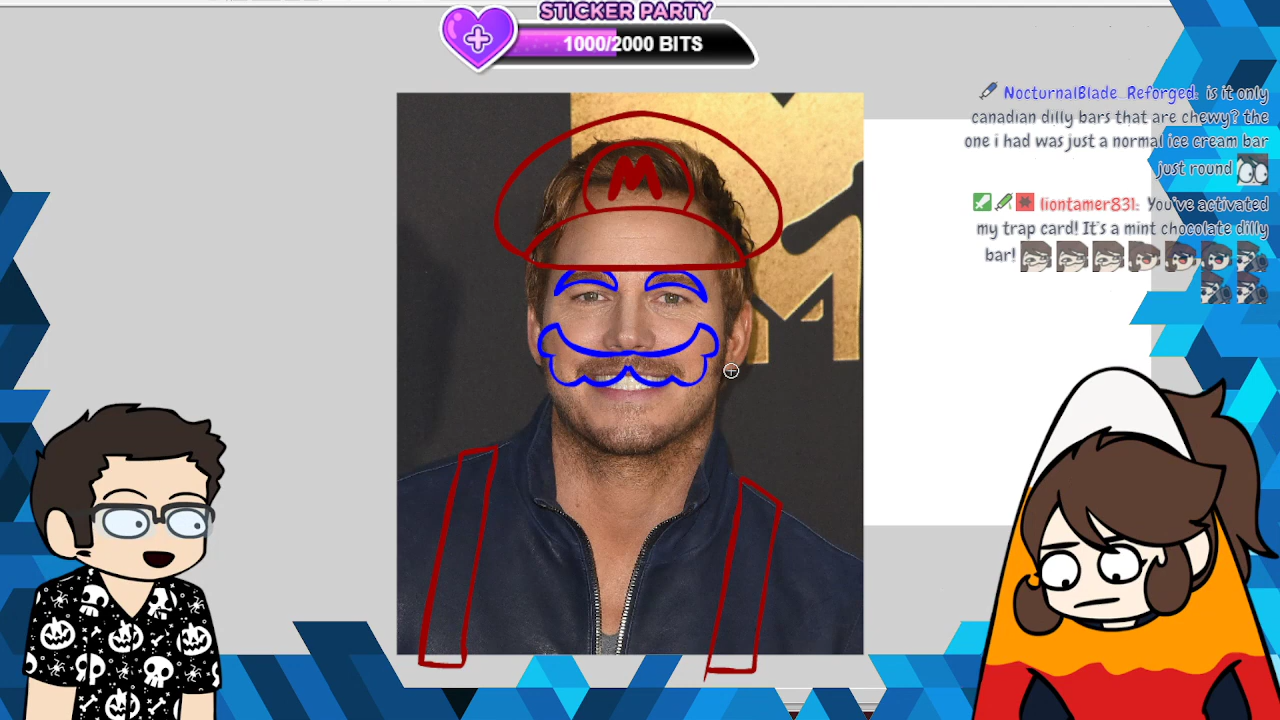 STICKER PARTY
1000/2000 BITS
M
NocturnalBlade_Reforged: is it only
canadian dilly bars that are chewy? the
one i had was just a normal ice cream bar
just round
liontamer831: You've activated
my trap card! It's a mint chocolate dilly
bar!